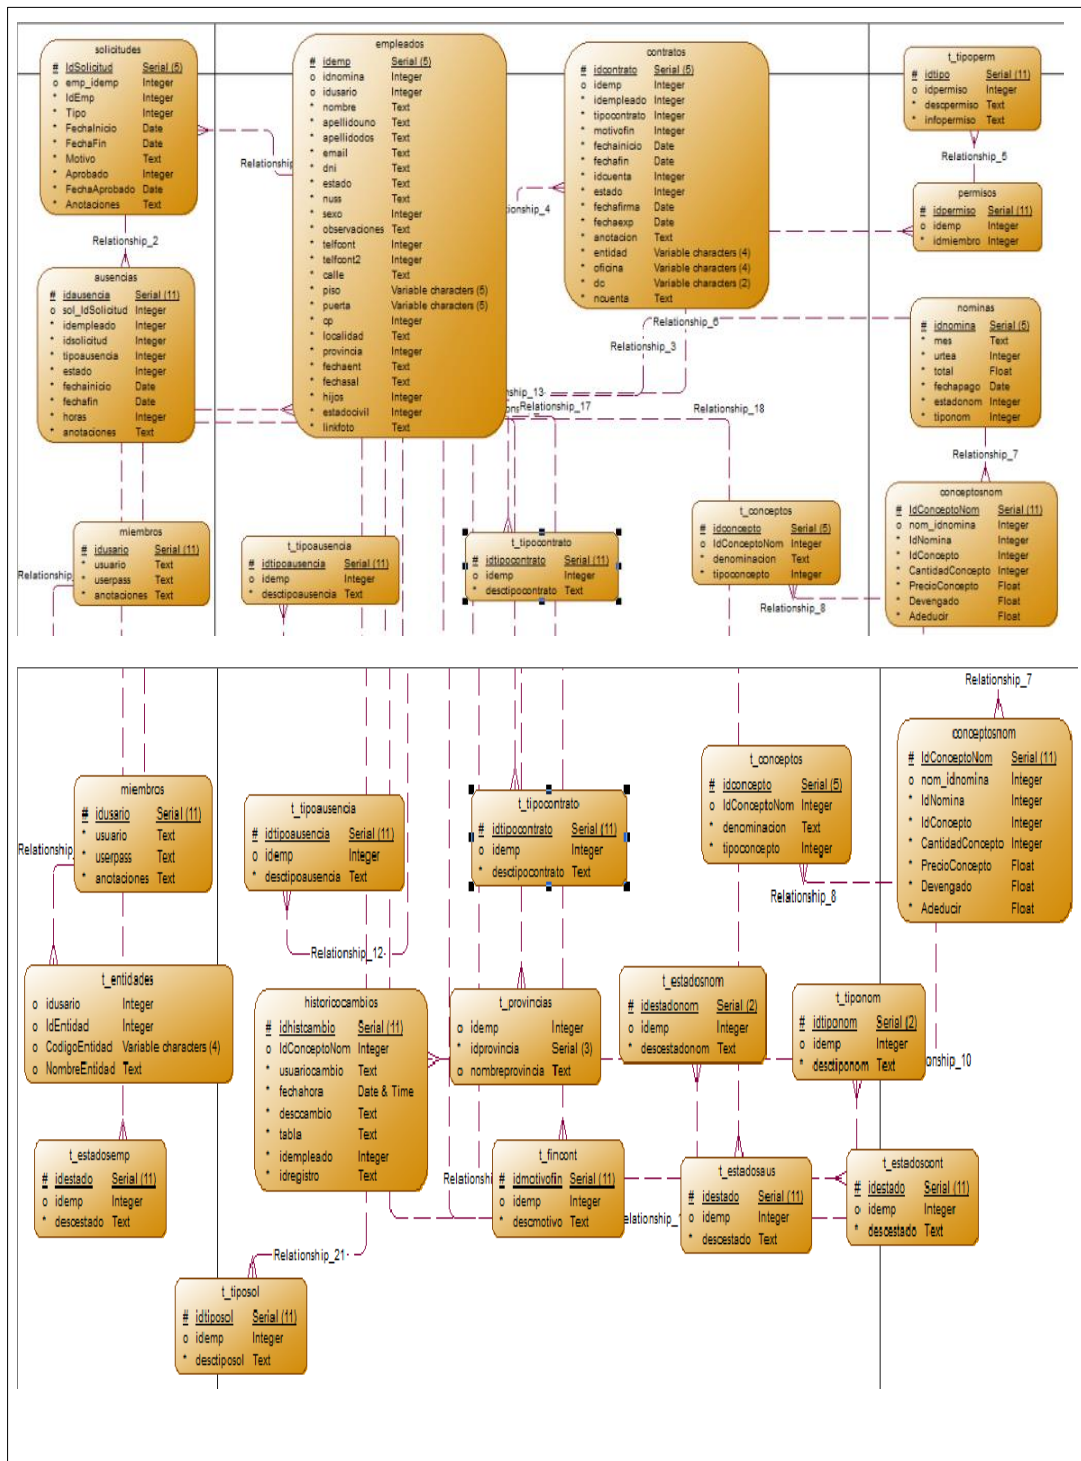 solicitudes
# IdSolicitud Serial (5)
o emp_idemp Integer
* IdEmp Integer
* Tipo Integer
* FechaInicio Date
* FechaFin Date
* Motivo Text
* Aprobado Integer
* FechaAprobado Date
* Anotaciones Text
Relationship_2
ausencias
# idausencia Serial (11)
o sol_IdSolicitud Integer
* idempleado Integer
* idsolicitud Integer
* tipoausencia Integer
* estado Integer
* fechainicio Date
* fechafin Date
* horas Integer
* anotaciones Text
empleados
# idemp Serial (5)
o idnomina Integer
o idusario Integer
* nombre Text
* apellidouno Text
* apellidodos Text
* email Text
* dni Text
* estado Text
* nuss Text
* sexo Integer
* observaciones Text
* telfcont Integer
* telfcont2 Integer
* calle Text
* piso Variable characters (5)
* puerta Variable characters (5)
* cp Integer
* localidad Text
* provincia Integer
* fechaent Text
* fechasal Text
* hijos Integer
* estadocivil Integer
* linkfoto Text
Relationship
contratos
# idcontrato Serial (5)
o idemp Integer
* idempleado Integer
* tipocontrato Integer
* motivofin Integer
* fechainicio Date
* fechafin Date
* idcuenta Integer
* estado Integer
* fechafirma Date
* fechaexp Date
* anotacion Text
* entidad Variable characters (4)
* oficina Variable characters (4)
* dc Variable characters (2)
* ncuenta Text
ionship_4
t_tipoperm
# idtipo Serial (11)
o idpermiso Integer
* descpermiso Text
* infopermiso Text
Relationship_5
permisos
# idpermiso Serial (11)
o idemp Integer
* idmiembro Integer
nominas
# idnomina Serial (5)
* mes Text
* urtea Integer
* total Float
* fechapago Date
* estadonom Integer
* tiponom Integer
Relationship_6
Relationship_3
nship_13
Relationship_17
Relationship_18
Relationship_7
conceptosnom
# IdConceptoNom Serial (11)
o nom_idnomina Integer
* IdNomina Integer
* IdConcepto Integer
* CantidadConcepto Integer
* PrecioConcepto Float
* Devengado Float
* Adeducir Float
miembros
# idusario Serial (11)
* usuario Text
* userpass Text
* anotaciones Text
Relationship_
t_tipoausencia
# idtipoausencia Serial (11)
o idemp Integer
* desctipoausencia Text
t_tipocontrato
# idtipocontrato Serial (11)
o idemp Integer
* desctipocontrato Text
t_conceptos
# idconcepto Serial (5)
o IdConceptoNom Integer
* denominacion Text
* tipoconcepto Integer
Relationship_8
Relationship_7
conceptosnom
# IdConceptoNom Serial (11)
o nom_idnomina Integer
* IdNomina Integer
* IdConcepto Integer
* CantidadConcepto Integer
* PrecioConcepto Float
* Devengado Float
* Adeducir Float
miembros
# idusario Serial (11)
* usuario Text
* userpass Text
* anotaciones Text
Relationship_
t_tipoausencia
# idtipoausencia Serial (11)
o idemp Integer
* desctipoausencia Text
Relationship_12
t_tipocontrato
# idtipocontrato Serial (11)
o idemp Integer
* desctipocontrato Text
t_conceptos
# idconcepto Serial (5)
o IdConceptoNom Integer
* denominacion Text
* tipoconcepto Integer
Relationship_8
t_entidades
o idusario Integer
o IdEntidad Integer
o CodigoEntidad Variable characters (4)
o NombreEntidad Text
historicocambios
# idhistcambio Serial (11)
o IdConceptoNom Integer
* usuariocambio Text
* fechahora Date & Time
* desccambio Text
* tabla Text
* idempleado Integer
* idregistro Text
t_provincias
o idemp Integer
* idprovincia Serial (3)
o nombreprovincia Text
t_estadosnom
# idestadonom Serial (2)
o idemp Integer
* descestadonom Text
t_tiponom
# idtiponom Serial (2)
o idemp Integer
* desctiponom Text
onship_10
t_estadosemp
# idestado Serial (11)
o idemp Integer
* descestado Text
t_fincont
# idmotivofin Serial (11)
o idemp Integer
* descmotivo Text
Relationshi
t_estadosaus
# idestado Serial (11)
o idemp Integer
* descestado Text
elationship_1
t_estadoscont
# idestado Serial (11)
o idemp Integer
* descestado Text
Relationship_21
t_tiposol
# idtiposol Serial (11)
o idemp Integer
* desctiposol Text